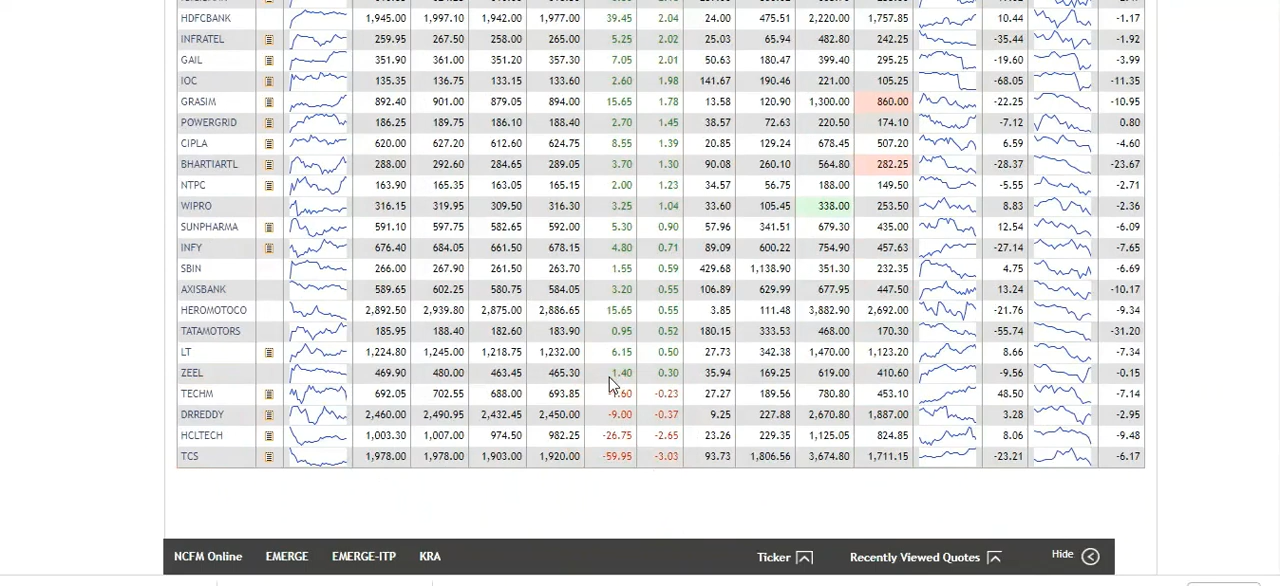 HDFCBANK 1,945.00 1,997.10 1,942.00 1,977.00 39.45 2.04 24.00 475.51 2,220.00 1,757.85 10.44 -1.17
INFRATEL 259.95 267.50 258.00 265.00 5.25 2.02 25.03 65.94 482.80 242.25 -35.44 -1.92
GAIL 351.90 361.00 351.20 357.30 7.05 2.01 50.63 180.47 399.40 295.25 -19.60 -3.99
IOC 135.35 136.75 133.15 133.60 2.60 1.98 141.67 190.46 221.00 105.25 -68.05 -11.35
GRASIM 892.40 901.00 879.05 894.00 15.65 1.78 13.58 120.90 1,300.00 860.00 -22.25 -10.95
POWERGRID 186.25 189.75 186.10 188.40 2.70 1.45 38.57 72.63 220.50 174.10 -7.12 0.80
CIPLA 620.00 627.20 612.60 624.75 8.55 1.39 20.85 129.24 678.45 507.20 6.59 -4.60
BHARTIARTL 288.00 292.60 284.65 289.05 3.70 1.30 90.08 260.10 564.80 282.25 -28.37 -23.67
NTPC 163.90 165.35 163.05 165.15 2.00 1.23 34.57 56.75 188.00 149.50 -5.55 -2.71
WIPRO 316.15 319.95 309.50 316.30 3.25 1.04 33.60 105.45 338.00 253.50 8.83 -2.36
SUNPHARMA 591.10 597.75 582.65 592.00 5.30 0.90 57.96 341.51 679.30 435.00 12.54 -6.09
INFY 676.40 684.05 661.50 678.15 4.80 0.71 89.09 600.22 754.90 457.63 -27.14 -7.65
SBIN 266.00 267.90 261.50 263.70 1.55 0.59 429.68 1,138.90 351.30 232.35 4.75 -6.69
AXISBANK 589.65 602.25 580.75 584.05 3.20 0.55 106.89 629.99 677.95 447.50 13.24 -10.17
HEROMOTOCO 2,892.50 2,939.80 2,875.00 2,886.65 15.65 0.55 3.85 111.48 3,882.90 2,692.00 -21.76 -9.34
TATAMOTORS 185.95 188.40 182.60 183.90 0.95 0.52 180.15 333.53 468.00 170.30 -55.74 -31.20
LT 1,224.80 1,245.00 1,218.75 1,232.00 6.15 0.50 27.73 342.38 1,470.00 1,123.20 8.66 -7.34
ZEEL 469.90 480.00 463.45 465.30 1.40 0.30 35.94 169.25 619.00 410.60 -9.56 -0.15
TECHM 692.05 702.55 688.00 693.85 -0.23 27.27 189.56 780.80 453.10 48.50 -7.14
DRREDDY 2,460.00 2,490.95 2,432.45 2,450.00 -9.00 -0.37 9.25 227.88 2,670.80 1,887.00 3.28 -2.95
HCLTECH 1,003.30 1,007.00 974.50 982.25 -26.75 -2.65 23.26 229.35 1,125.05 824.85 8.06 -9.48
TCS 1,978.00 1,978.00 1,903.00 1,920.00 -59.95 -3.03 93.73 1,806.56 3,674.80 1,711.15 -23.21 -6.17
NCFM Online EMERGE EMERGE-ITP KRA Ticker Recently Viewed Quotes Hide